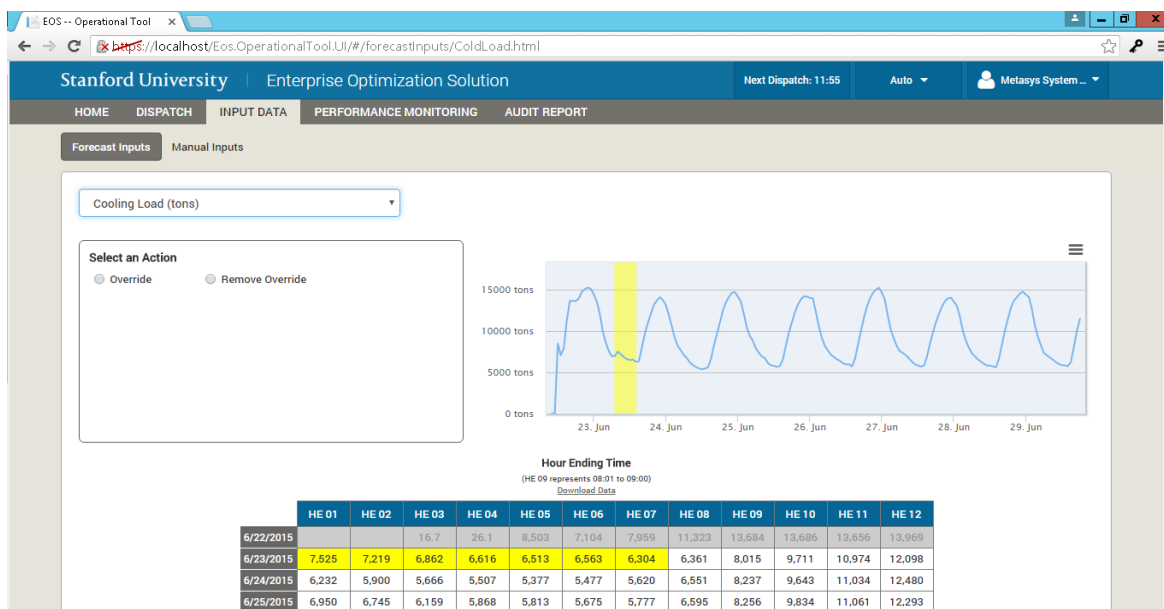 EOS -- Operational Tool
https://localhost/Eos.OperationalTool.UI/#/forecastInputs/ColdLoad.html
Stanford University | Enterprise Optimization Solution
Next Dispatch: 11:55
Auto
Metasys System ...
HOME DISPATCH INPUT DATA PERFORMANCE MONITORING AUDIT REPORT
Forecast Inputs Manual Inputs
Cooling Load (tons)
Select an Action
Override Remove Override
15000 tons
10000 tons
5000 tons
0 tons
23. Jun 24. Jun 25. Jun 26. Jun 27. Jun 28. Jun 29. Jun
Hour Ending Time
(HE 09 represents 08:01 to 09:00)
Download Data
HE 01 HE 02 HE 03 HE 04 HE 05 HE 06 HE 07 HE 08 HE 09 HE 10 HE 11 HE 12
6/22/2015 16.7 26.1 8,503 7,104 7,959 11,323 13,684 13,686 13,656 13,969
6/23/2015 7,525 7,219 6,862 6,616 6,513 6,563 6,304 6,361 8,015 9,711 10,974 12,098
6/24/2015 6,232 5,900 5,666 5,507 5,377 5,477 5,620 6,551 8,237 9,643 11,034 12,480
6/25/2015 6,950 6,745 6,159 5,868 5,813 5,675 5,777 6,595 8,256 9,834 11,061 12,293